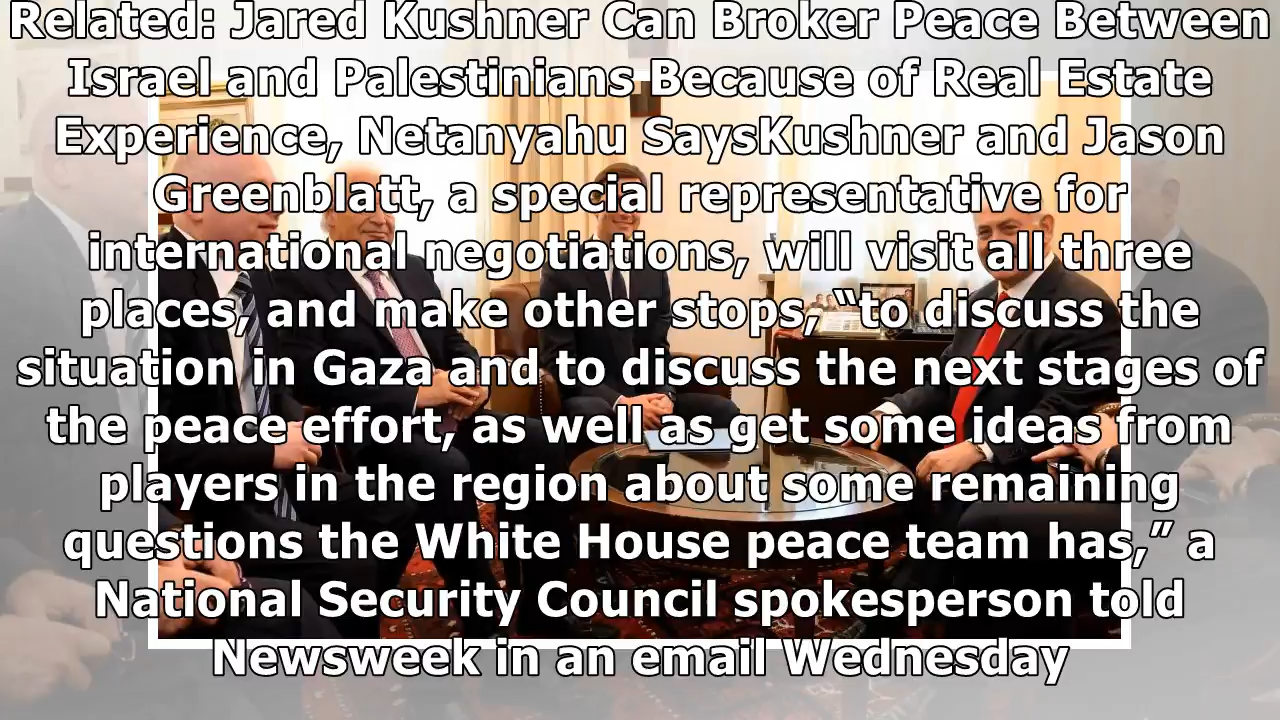 Related: Jared Kushner Can Broker Peace Between
Israel and Palestinians Because of Real Estate
Experience, Netanyahu SaysKushner and Jason
Greenblatt, a special representative for
international negotiations, will visit all three
places, and make other stops, “to discuss the
situation in Gaza and to discuss the next stages of
the peace effort, as well as get some ideas from
players in the region about some remaining
questions the White House peace team has,” a
National Security Council spokesperson told
Newsweek in an email Wednesday